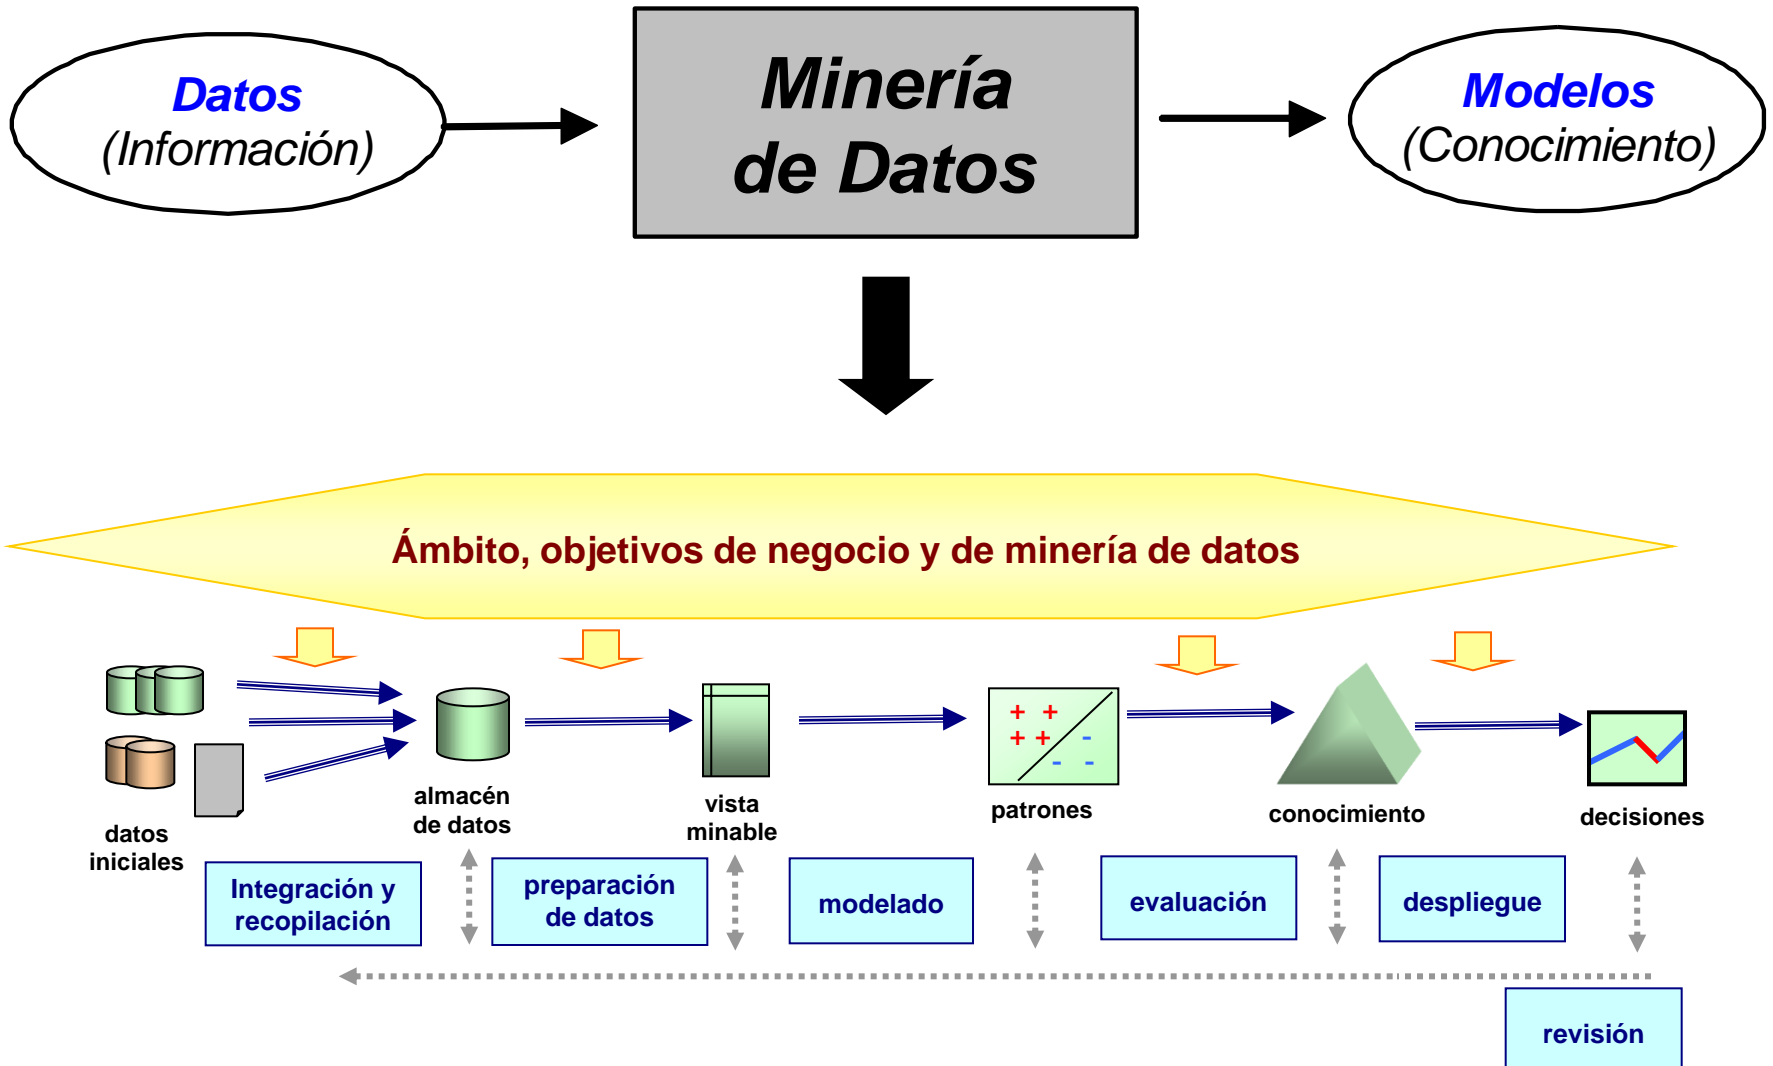 Datos
(Información)
Minería
de Datos
Modelos
(Conocimiento)
Ámbito, objetivos de negocio y de minería de datos
+ +
+ + -
- -
datos
iniciales
almacén
de datos
vista
minable
patrones
conocimiento
decisiones
Integración y
recopilación
preparación
de datos
modelado
evaluación
despliegue
revisión